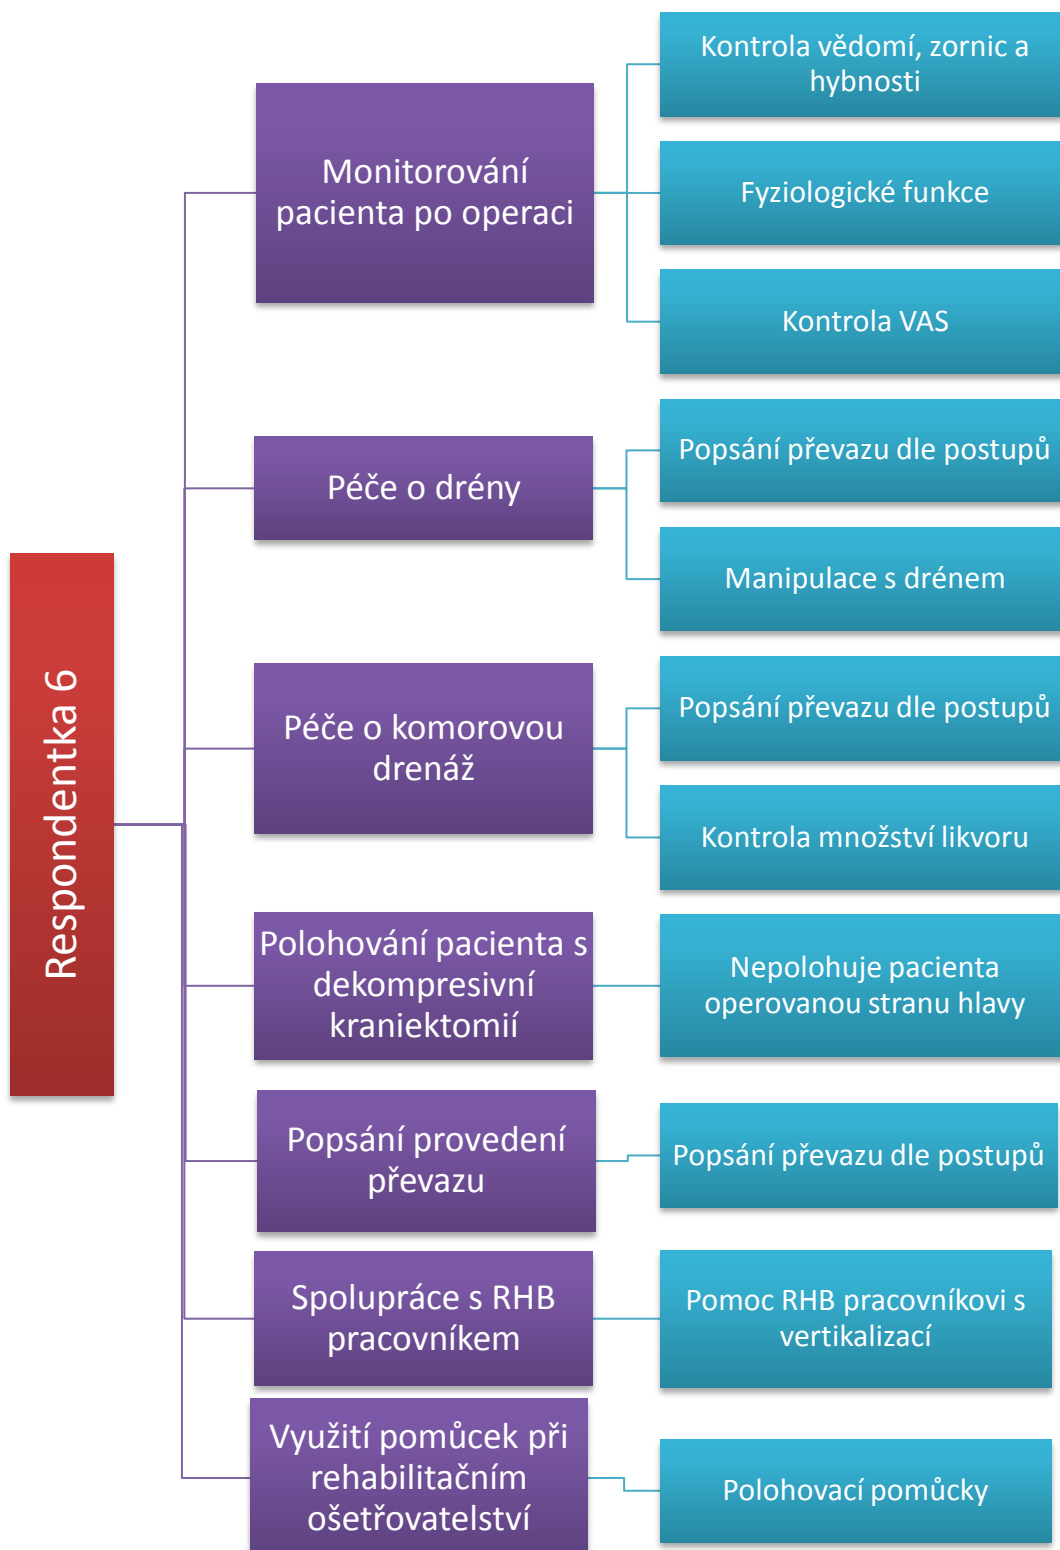 Respondentka 6
Monitorování
pacienta po operaci
Kontrola vědomí, zornic a
hybnosti
Fyziologické funkce
Kontrola VAS
Péče o drény
Popsání převazu dle postupů
Manipulace s drénem
Péče o komorovou
drenáž
Popsání převazu dle postupů
Kontrola množství likvoru
Polohování pacienta s
dekompresivní
kraniektomií
Nepolohuje pacienta
operovanou stranu hlavy
Popsání provedení
převazu
Popsání převazu dle postupů
Spolupráce s RHB
pracovníkem
Pomoc RHB pracovníkovi s
vertikalizací
Využití pomůcek při
rehabilitačním
ošetřovatelství
Polohovací pomůcky